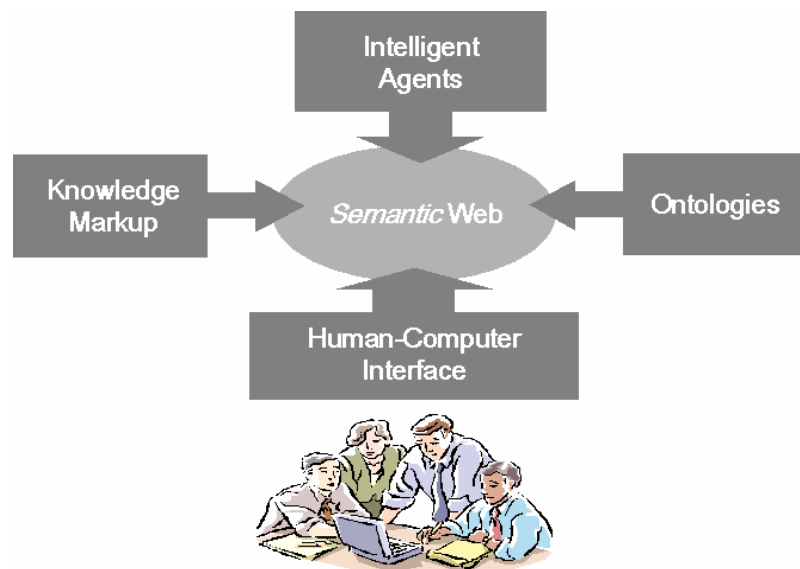 Intelligent
Agents
Knowledge
Markup
Semantic Web
Ontologies
Human-Computer
Interface